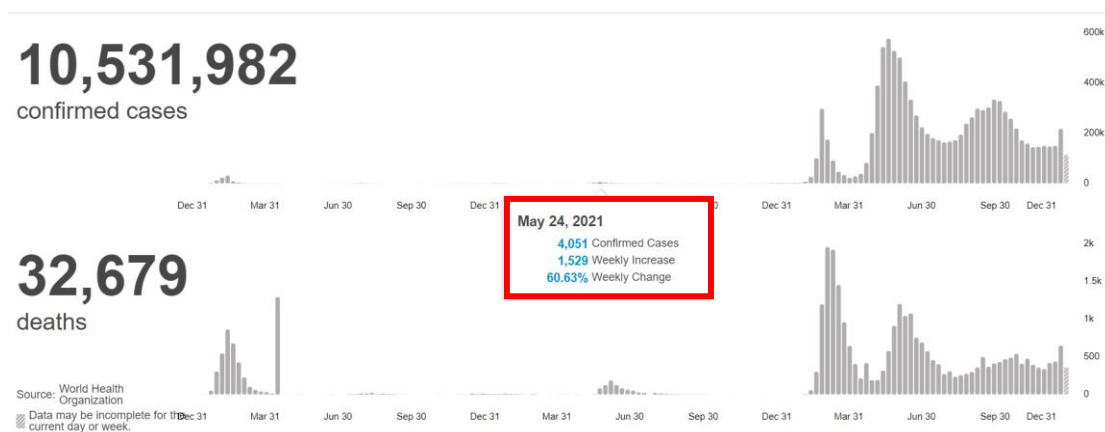 10,531,982
confirmed cases
600k
400k
200k
0
Dec 31 Mar 31 Jun 30 Sep 30 Dec 31 0 Dec 31 Mar 31 Jun 30 Sep 30 Dec 31
May 24, 2021
4,051 Confirmed Cases
1,529 Weekly Increase
60.63% Weekly Change
32,679
deaths
2k
1.5k
1k
500
0
Source: World Health
Organization
Dec 31 Mar 31 Jun 30 Sep 30 Dec 31 Mar 31 Jun 30 Sep 30 Dec 31 Mar 31 Jun 30 Sep 30 Dec 31
Data may be incomplete for the
current day or week.